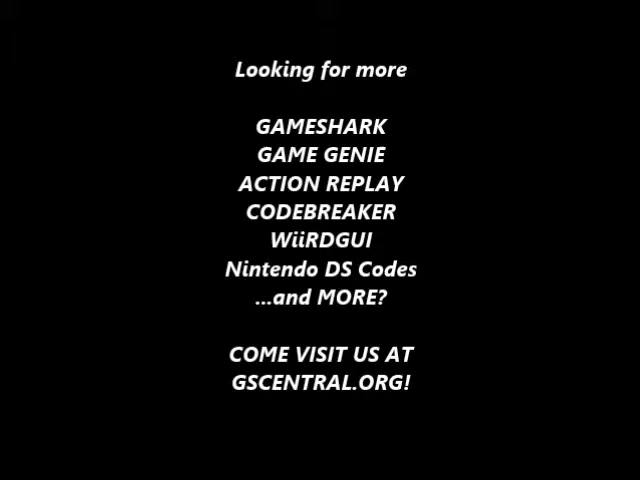 Looking for more
GAMESHARK
GAME GENIE
ACTION REPLAY
CODEBREAKER
WiiRDGUI
Nintendo DS Codes
...and MORE?
COME VISIT US AT
GSCENTRAL.ORG!